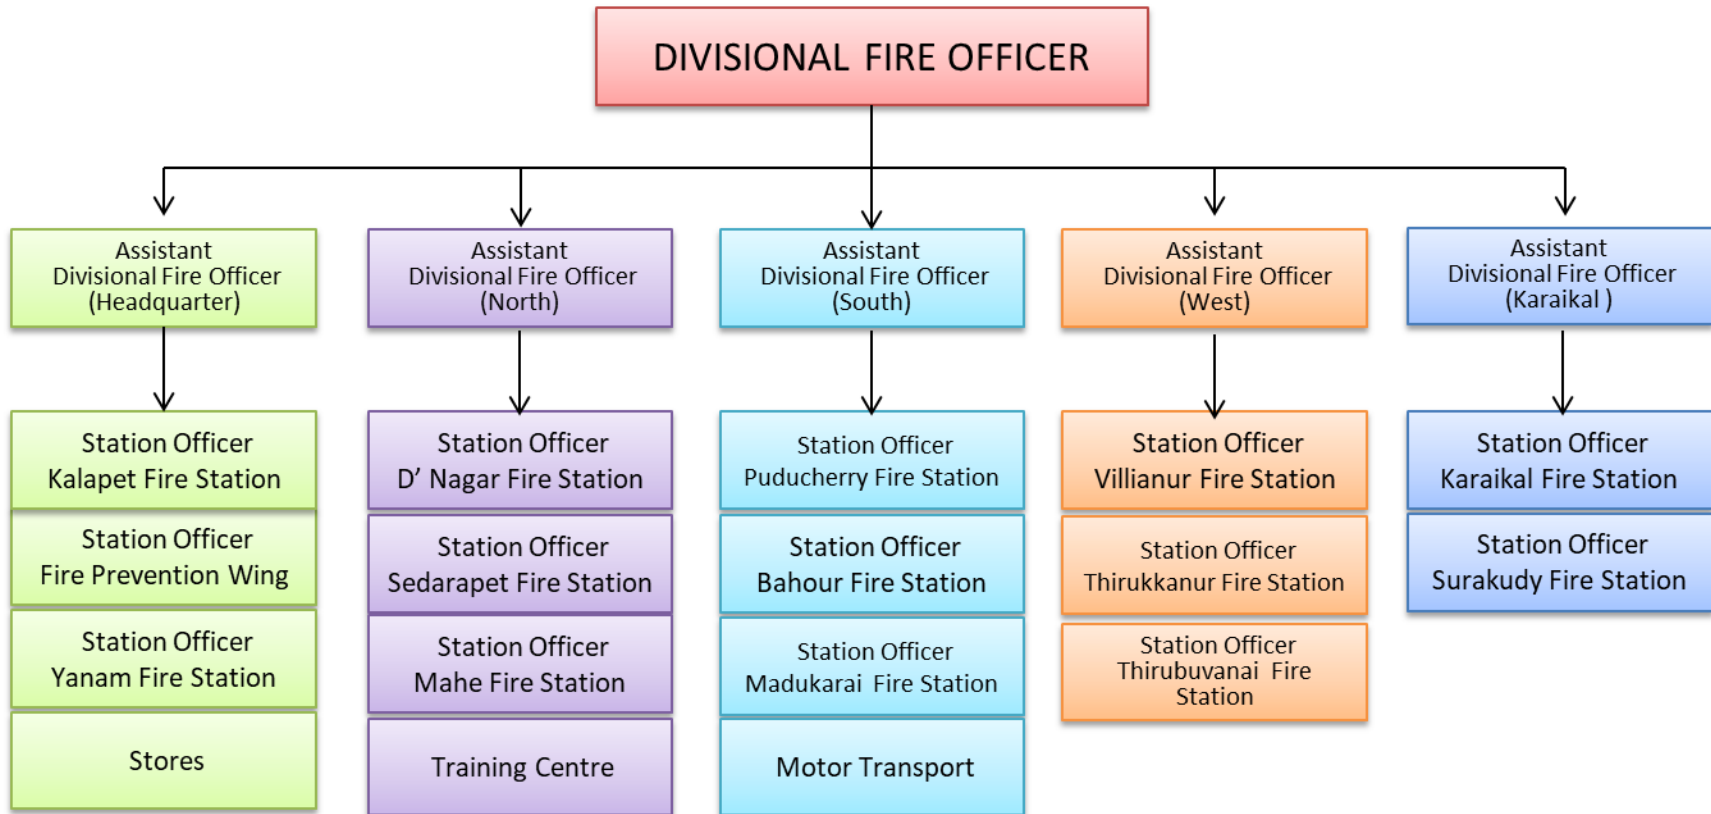 DIVISIONAL FIRE OFFICER
Assistant
Divisional Fire Officer
(Headquarter)
Assistant
Divisional Fire Officer
(North)
Assistant
Divisional Fire Officer
(South)
Assistant
Divisional Fire Officer
(West)
Assistant
Divisional Fire Officer
(Karaikal )
Station Officer
Kalapet Fire Station
Station Officer
Fire Prevention Wing
Station Officer
Yanam Fire Station
Stores
Station Officer
D’ Nagar Fire Station
Station Officer
Sedarapet Fire Station
Station Officer
Mahe Fire Station
Training Centre
Station Officer
Puducherry Fire Station
Station Officer
Bahour Fire Station
Station Officer
Madukarai Fire Station
Motor Transport
Station Officer
Villianur Fire Station
Station Officer
Thirukkanur Fire Station
Station Officer
Thirubuvanai Fire
Station
Station Officer
Karaikal Fire Station
Station Officer
Surakudy Fire Station